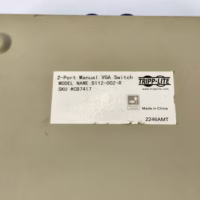 2-Port Manual VGA Switch
MODEL NAME: B112-002-R
SKU #CB7417
TRIPP·LITE
Made in China
2246AMT